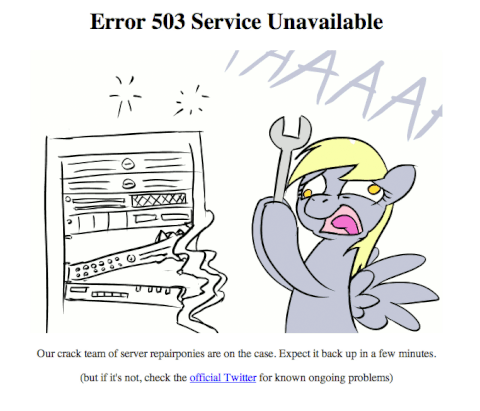 Error 503 Service Unavailable
AAAAA
Our crack team of server repairponies are on the case. Expect it back up in a few minutes.
(but if it's not, check the official Twitter for known ongoing problems)